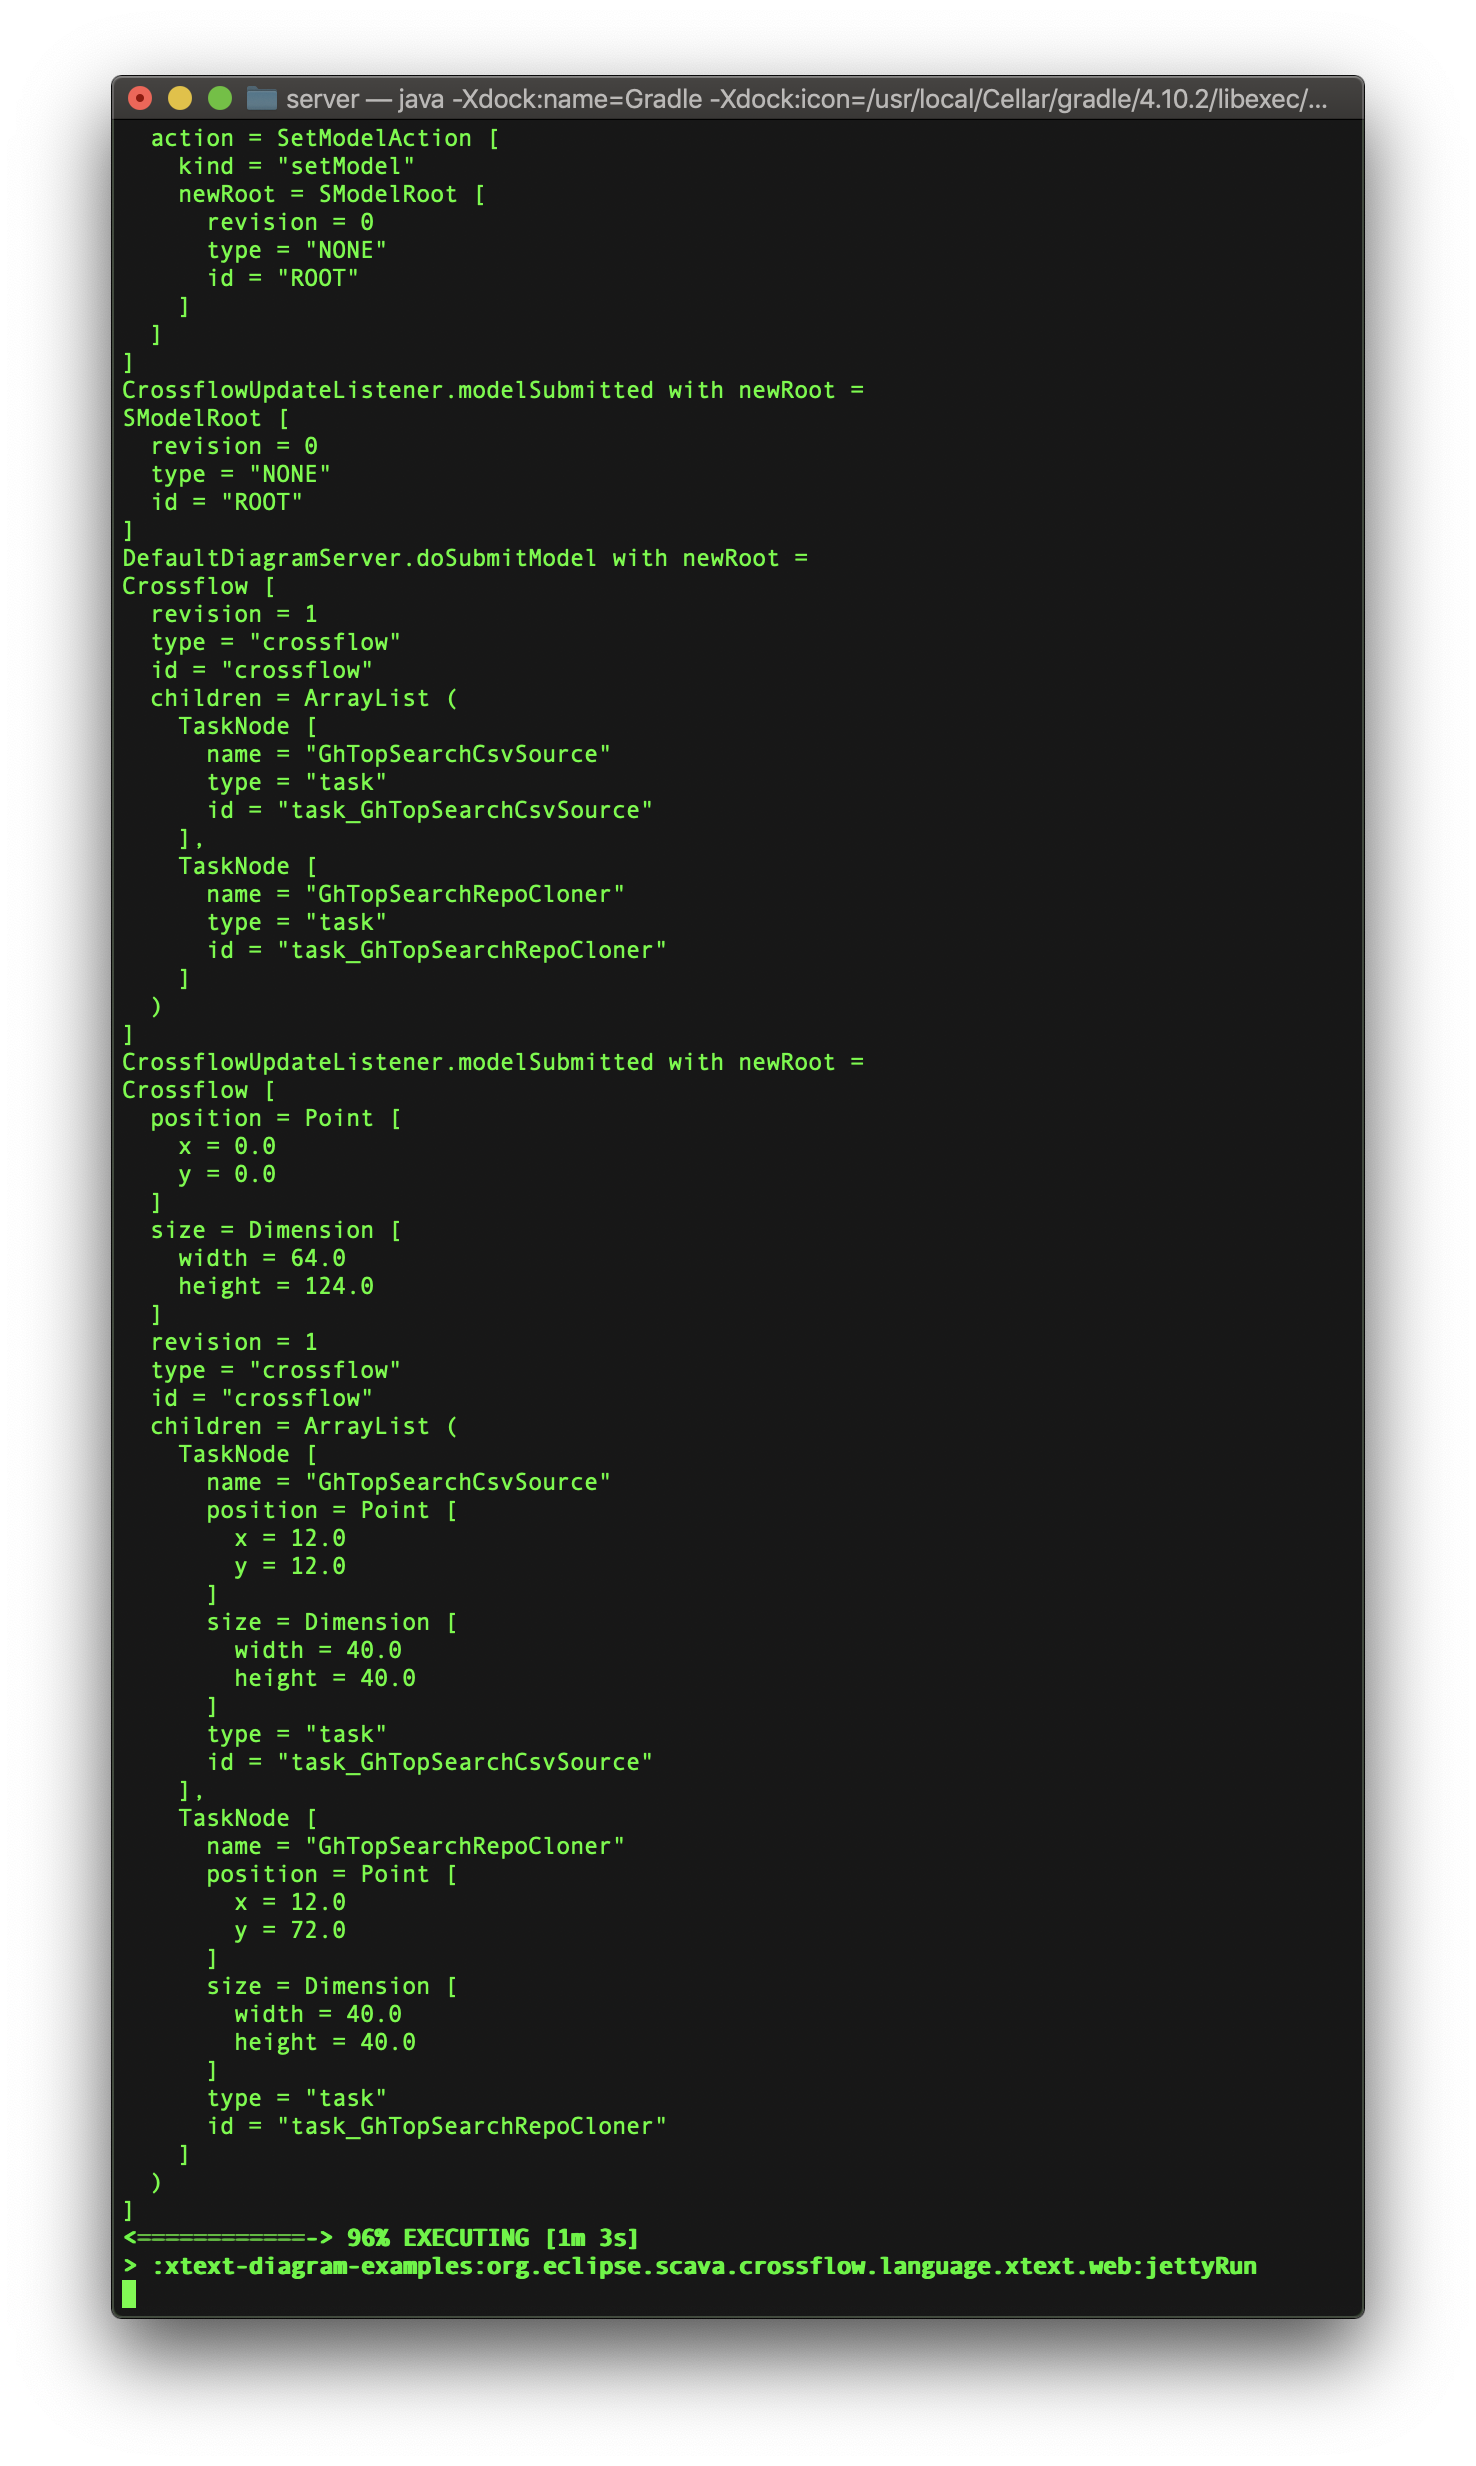 server — java -Xdock:name=Gradle -Xdock:icon=/usr/local/Cellar/gradle/4.10.2/libexec/...
  action = SetModelAction [
    kind = "setModel"
    newRoot = SModelRoot [
      revision = 0
      type = "NONE"
      id = "ROOT"
    ]
  ]
]
CrossflowUpdateListener.modelSubmitted with newRoot =
SModelRoot [
  revision = 0
  type = "NONE"
  id = "ROOT"
]
DefaultDiagramServer.doSubmitModel with newRoot =
Crossflow [
  revision = 1
  type = "crossflow"
  id = "crossflow"
  children = ArrayList (
    TaskNode [
      name = "GhTopSearchCsvSource"
      type = "task"
      id = "task_GhTopSearchCsvSource"
    ],
    TaskNode [
      name = "GhTopSearchRepoCloner"
      type = "task"
      id = "task_GhTopSearchRepoCloner"
    ]
  )
]
CrossflowUpdateListener.modelSubmitted with newRoot =
Crossflow [
  position = Point [
    x = 0.0
    y = 0.0
  ]
  size = Dimension [
    width = 64.0
    height = 124.0
  ]
  revision = 1
  type = "crossflow"
  id = "crossflow"
  children = ArrayList (
    TaskNode [
      name = "GhTopSearchCsvSource"
      position = Point [
        x = 12.0
        y = 12.0
      ]
      size = Dimension [
        width = 40.0
        height = 40.0
      ]
      type = "task"
      id = "task_GhTopSearchCsvSource"
    ],
    TaskNode [
      name = "GhTopSearchRepoCloner"
      position = Point [
        x = 12.0
        y = 72.0
      ]
      size = Dimension [
        width = 40.0
        height = 40.0
      ]
      type = "task"
      id = "task_GhTopSearchRepoCloner"
    ]
  )
]
<============-> 96% EXECUTING [1m 3s]
> :xtext-diagram-examples:org.eclipse.scava.crossflow.language.xtext.web:jettyRun